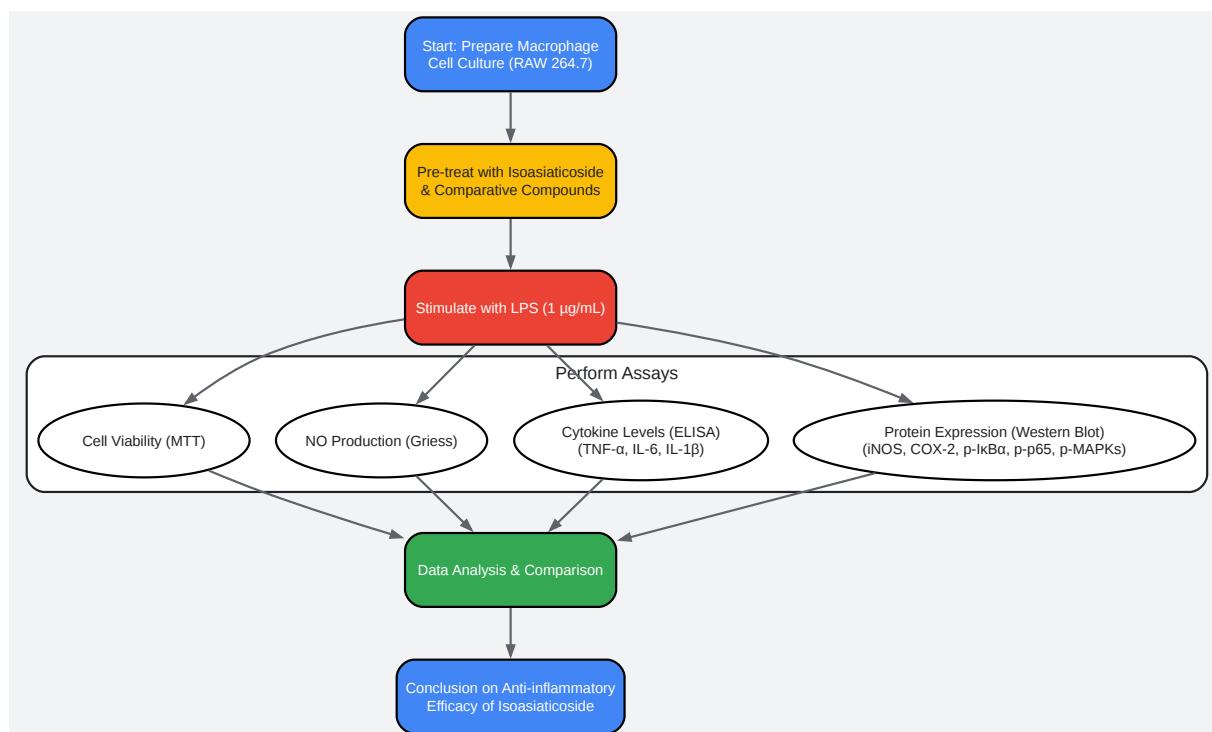 Start: Prepare Macrophage
Cell Culture (RAW 264.7)
Pre-treat with Isoasiaticoside
& Comparative Compounds
Stimulate with LPS (1 µg/mL)
Perform Assays
Cell Viability (MTT)
NO Production (Griess)
Cytokine Levels (ELISA)
(TNF-α, IL-6, IL-1β)
Protein Expression (Western Blot)
(iNOS, COX-2, p-IκBα, p-p65, p-MAPKs)
Data Analysis & Comparison
Conclusion on Anti-inflammatory
Efficacy of Isoasiaticoside